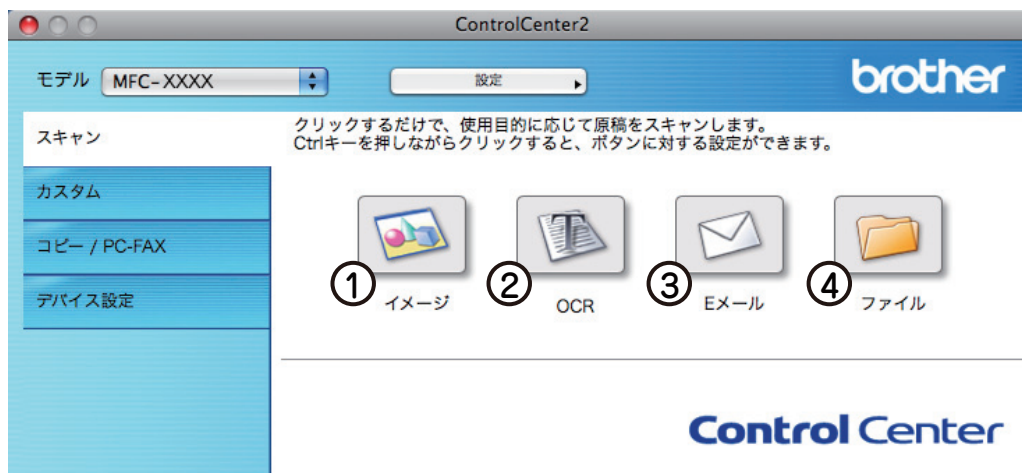 ControlCenter2
モデル MFC-XXXX 設定 brother
スキャン
クリックするだけで、使用目的に応じて原稿をスキャンします。
Ctrlキーを押しながらクリックすると、ボタンに対する設定ができます。
カスタム
コピー / PC-FAX
デバイス設定
① イメージ
② OCR
③ Eメール
④ ファイル
Control Center